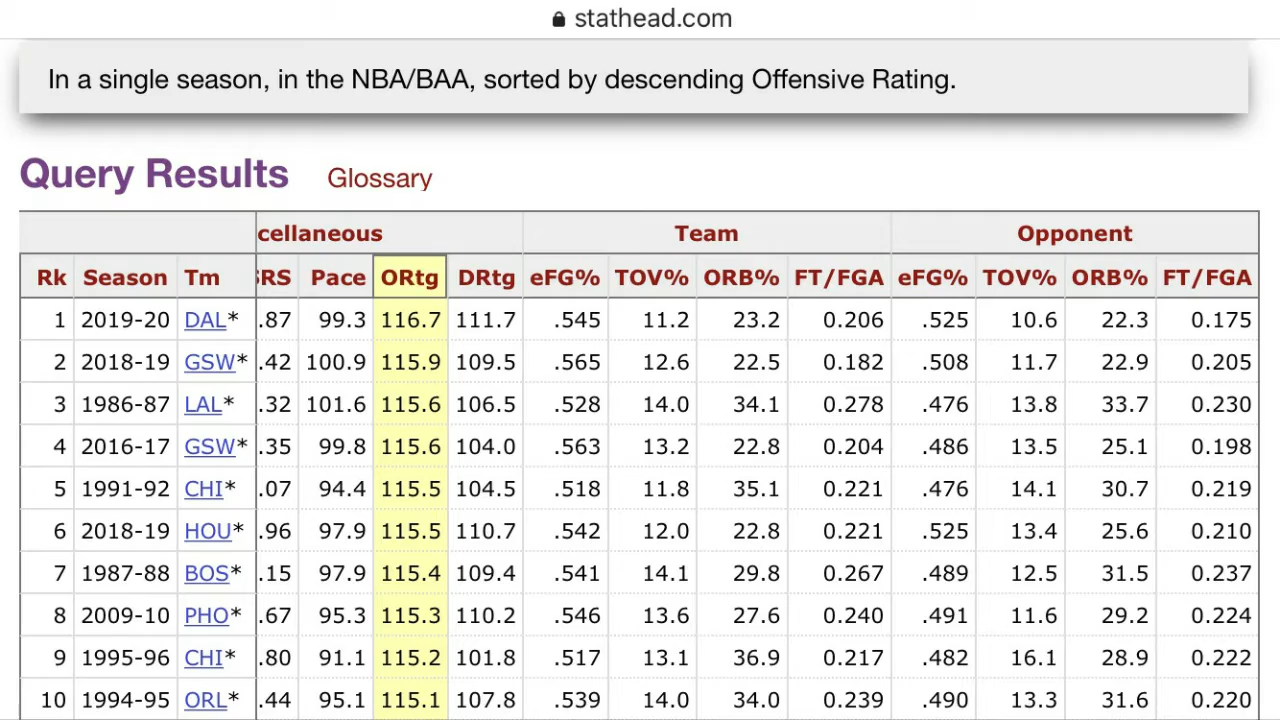 stathead.com
In a single season, in the NBA/BAA, sorted by descending Offensive Rating.
Query Results Glossary
cellaneous Team Opponent
Rk Season Tm SRS Pace ORtg DRtg eFG% TOV% ORB% FT/FGA eFG% TOV% ORB% FT/FGA
1 2019-20 DAL* .87 99.3 116.7 111.7 .545 11.2 23.2 0.206 .525 10.6 22.3 0.175
2 2018-19 GSW* .42 100.9 115.9 109.5 .565 12.6 22.5 0.182 .508 11.7 22.9 0.205
3 1986-87 LAL* .32 101.6 115.6 106.5 .528 14.0 34.1 0.278 .476 13.8 33.7 0.230
4 2016-17 GSW* .35 99.8 115.6 104.0 .563 13.2 22.8 0.204 .486 13.5 25.1 0.198
5 1991-92 CHI* .07 94.4 115.5 104.5 .518 11.8 35.1 0.221 .476 14.1 30.7 0.219
6 2018-19 HOU* .96 97.9 115.5 110.7 .542 12.0 22.8 0.221 .525 13.4 25.6 0.210
7 1987-88 BOS* .15 97.9 115.4 109.4 .541 14.1 29.8 0.267 .489 12.5 31.5 0.237
8 2009-10 PHO* .67 95.3 115.3 110.2 .546 13.6 27.6 0.240 .491 11.6 29.2 0.224
9 1995-96 CHI* .80 91.1 115.2 101.8 .517 13.1 36.9 0.217 .482 16.1 28.9 0.222
10 1994-95 ORL* .44 95.1 115.1 107.8 .539 14.0 34.0 0.239 .490 13.3 31.6 0.220